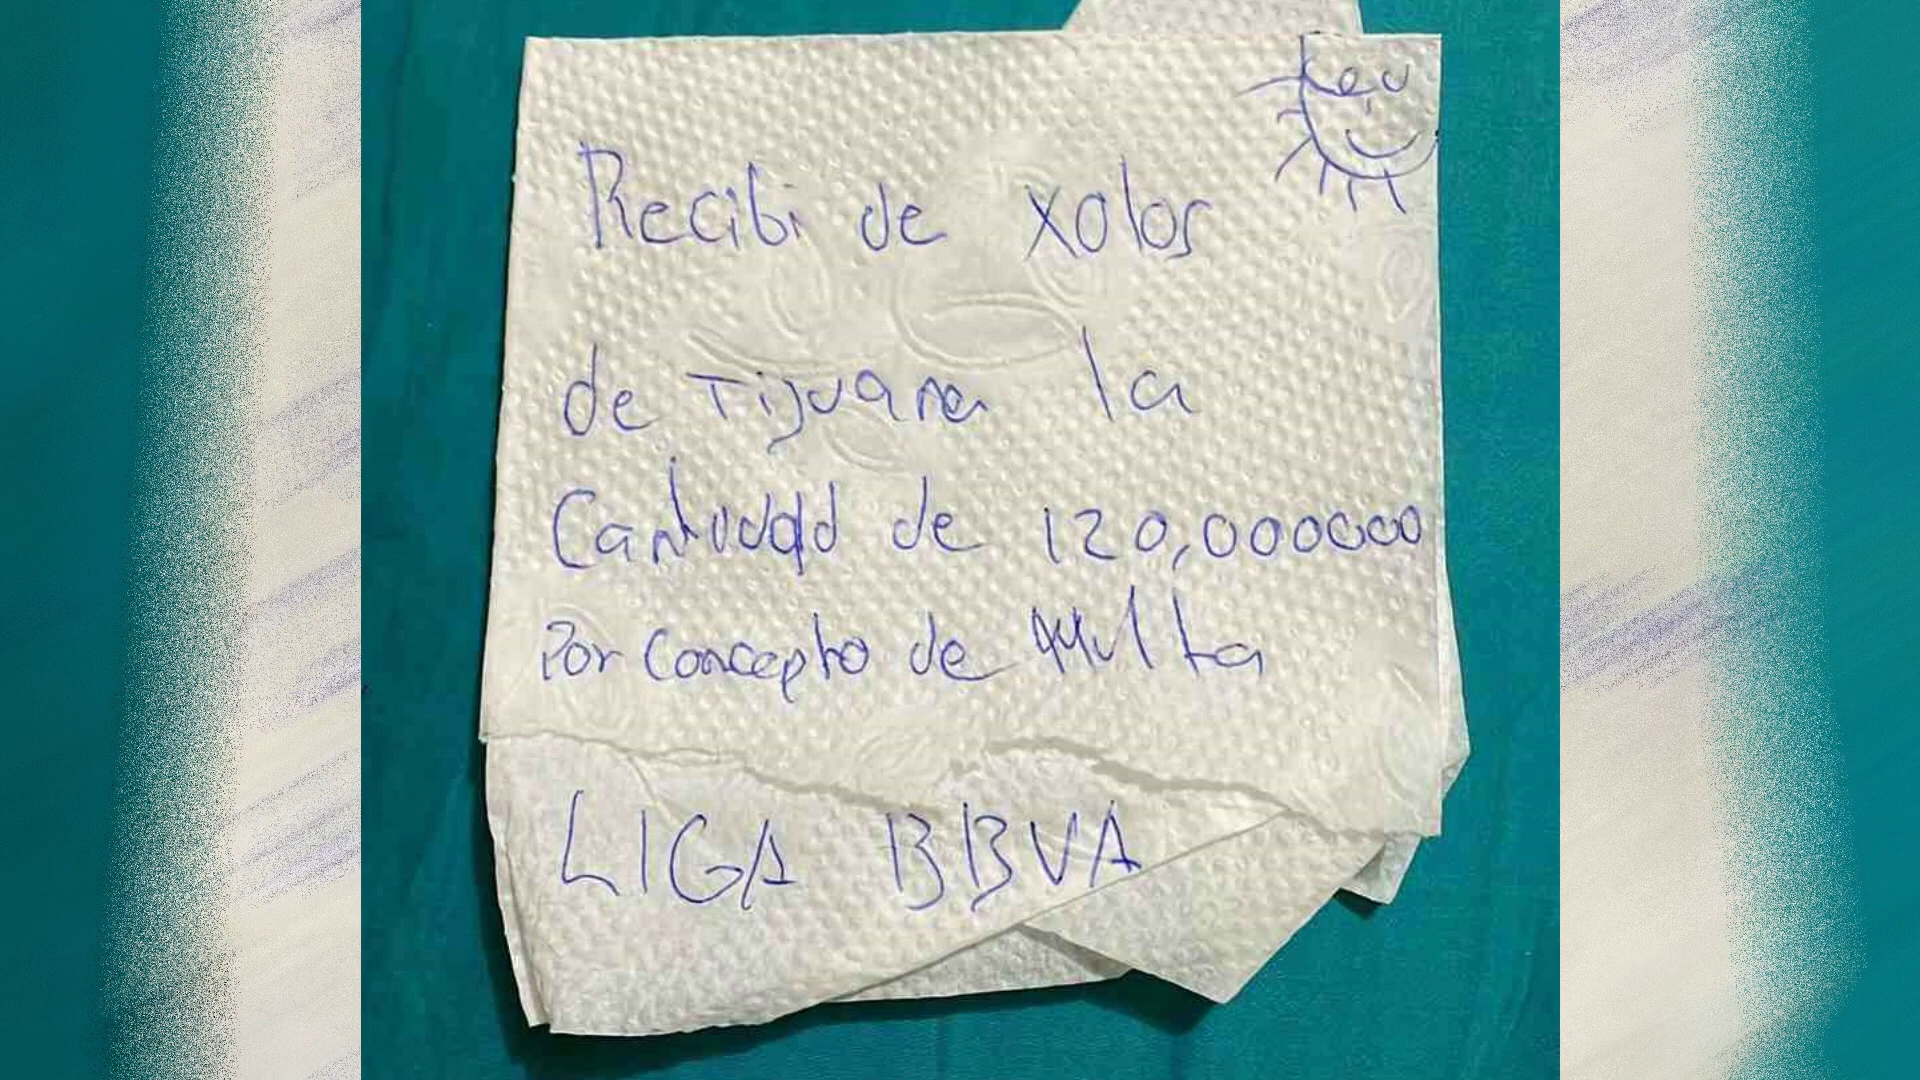 Recibi de xolos
de Tijuana la
Cantidad de 120,000000
Por Concepto de Multa
LIGA BBVA